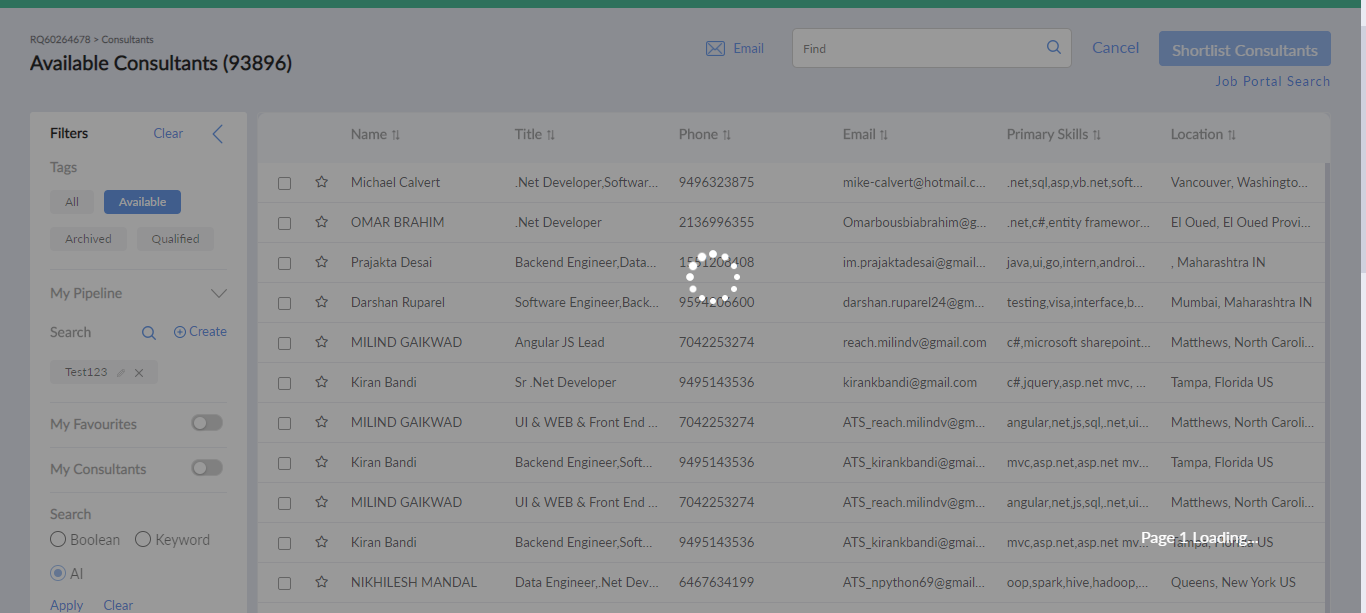 RQ60264678 > Consultants
Available Consultants (93896)
Email
Find
Cancel
Shortlist Consultants
Job Portal Search
Filters
Clear
Tags
All
Available
Archived
Qualified
My Pipeline
Search
Create
Test123
My Favourites
My Consultants
Search
Boolean
Keyword
AI
Apply
Clear
Name Title Phone Email Primary Skills Location
Michael Calvert .Net Developer,Softwar... 9496323875 mike-calvert@hotmail.c... .net,sql,asp,vb.net,soft... Vancouver, Washingto...
OMAR BRAHIM .Net Developer 2136996355 Omarbousbiabrahim@g... .net,c#,entity framewor... El Oued, El Oued Provi...
Prajakta Desai Backend Engineer,Data... im.prajaktadesai@gmail... java,ui,go,intern,androi... , Maharashtra IN
Darshan Ruparel Software Engineer,Back... 9594206600 darshan.ruparel24@gm... testing,visa,interface,b... Mumbai, Maharashtra IN
MILIND GAIKWAD Angular JS Lead 7042253274 reach.milindv@gmail.com c#,microsoft sharepoint... Matthews, North Caroli...
Kiran Bandi Sr .Net Developer 9495143536 kirankbandi@gmail.com c#,jquery,asp.net mvc, ... Tampa, Florida US
MILIND GAIKWAD UI & WEB & Front End ... 7042253274 ATS_reach.milindv@gm... angular,net,js,sql,.net,ui... Matthews, North Caroli...
Kiran Bandi Backend Engineer,Soft... 9495143536 ATS_kirankbandi@gmai... mvc,asp.net,asp.net mv... Tampa, Florida US
MILIND GAIKWAD UI & WEB & Front End ... 7042253274 ATS_reach.milindv@gm... angular,net,js,sql,.net,ui... Matthews, North Caroli...
Kiran Bandi Backend Engineer,Soft... 9495143536 ATS_kirankbandi@gmai... mvc,asp.net,asp.net mv... Tampa, Florida US
Page 1 Loading...
NIKHILESH MANDAL Data Engineer,.Net Dev... 6467634199 ATS_npython69@gmail... oop,spark,hive,hadoop,... Queens, New York US